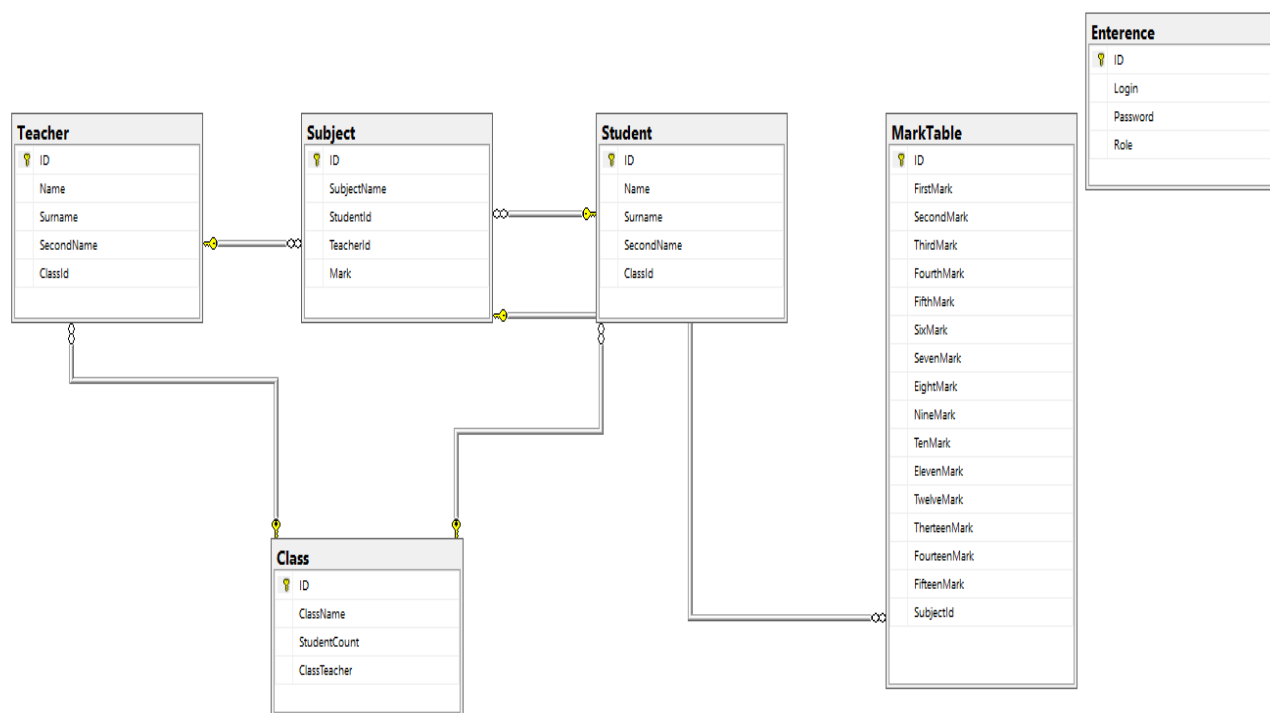 Enterence
ID
Login
Password
Role
Teacher
ID
Name
Surname
SecondName
ClassId
Subject
ID
SubjectName
StudentId
TeacherId
Mark
Student
ID
Name
Surname
SecondName
ClassId
MarkTable
ID
FirstMark
SecondMark
ThirdMark
FourthMark
FifthMark
SixMark
SevenMark
EightMark
NineMark
TenMark
ElevenMark
TwelveMark
TherteenMark
FourteenMark
FifteenMark
SubjectId
Class
ID
ClassName
StudentCount
ClassTeacher